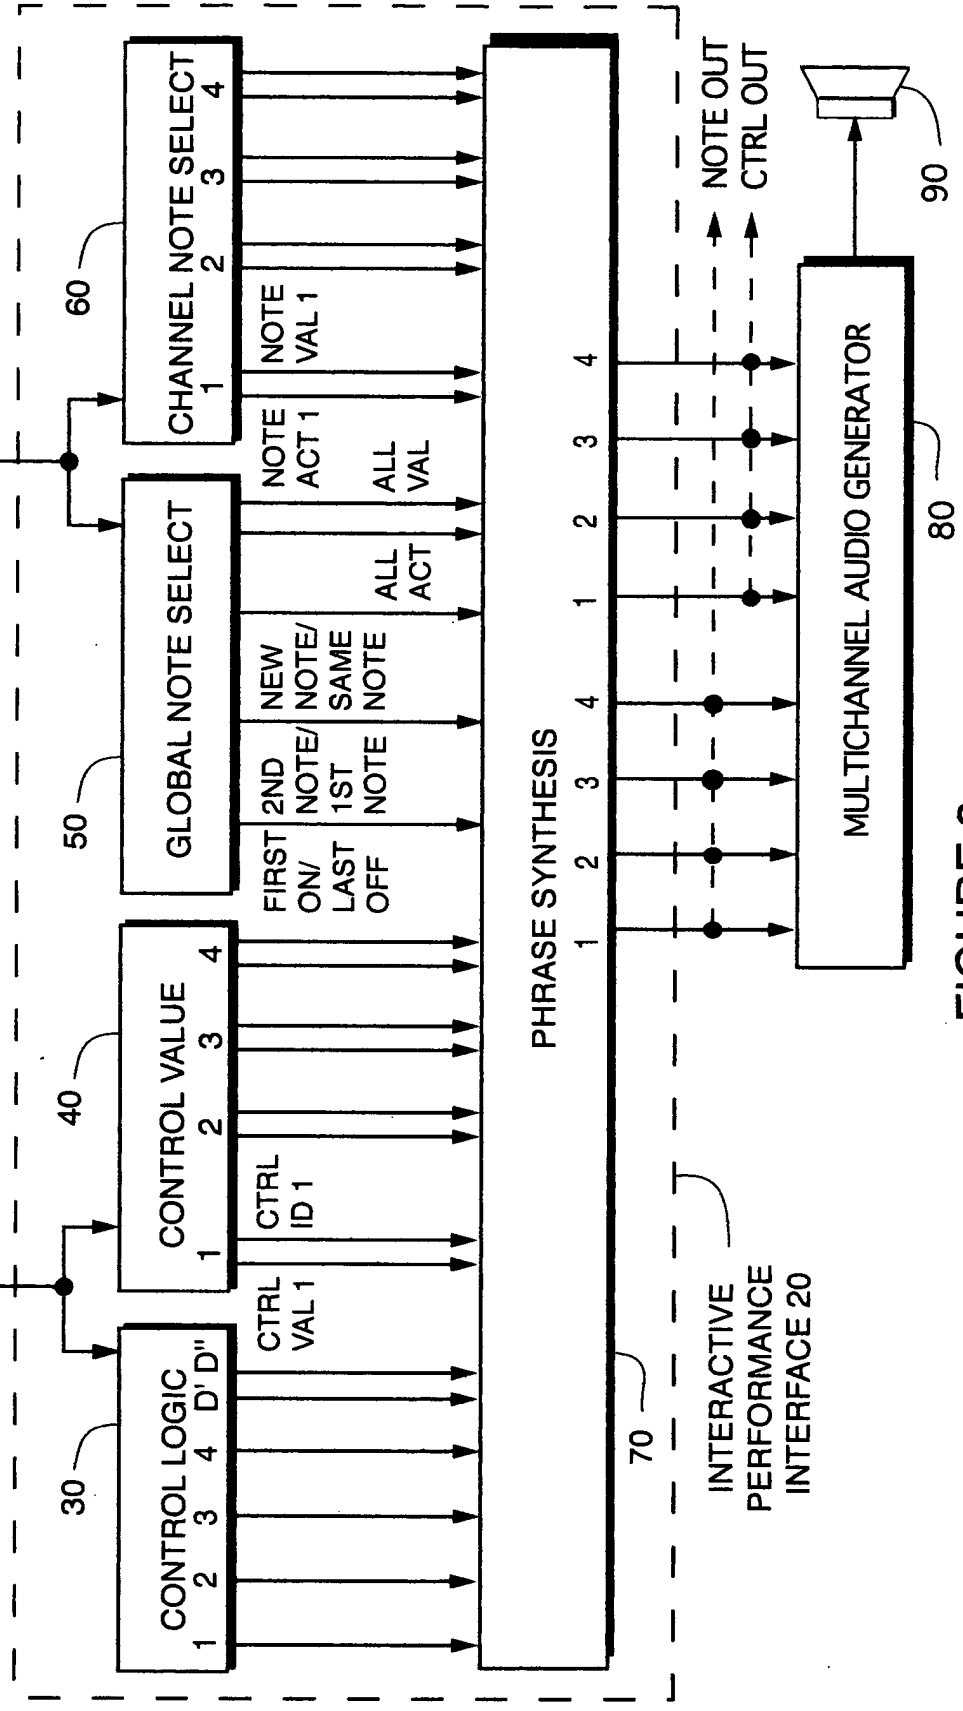 30
CONTROL LOGIC
1 2 3 4 D' D"
40
CONTROL VALUE
1 2 3 4
50
GLOBAL NOTE SELECT
60
CHANNEL NOTE SELECT
1 2 3 4
CTRL
VAL 1
CTRL
ID 1
FIRST
ON/
LAST
OFF
2ND
NOTE/
1ST
NOTE
NEW
NOTE/
SAME
NOTE
ALL
ACT
ALL
VAL
NOTE
ACT 1
NOTE
VAL 1
PHRASE SYNTHESIS
1 2 3 4 1 2 3 4
70
INTERACTIVE
PERFORMANCE
INTERFACE 20
NOTE OUT
CTRL OUT
MULTICHANNEL AUDIO GENERATOR
80
90
FIGURE